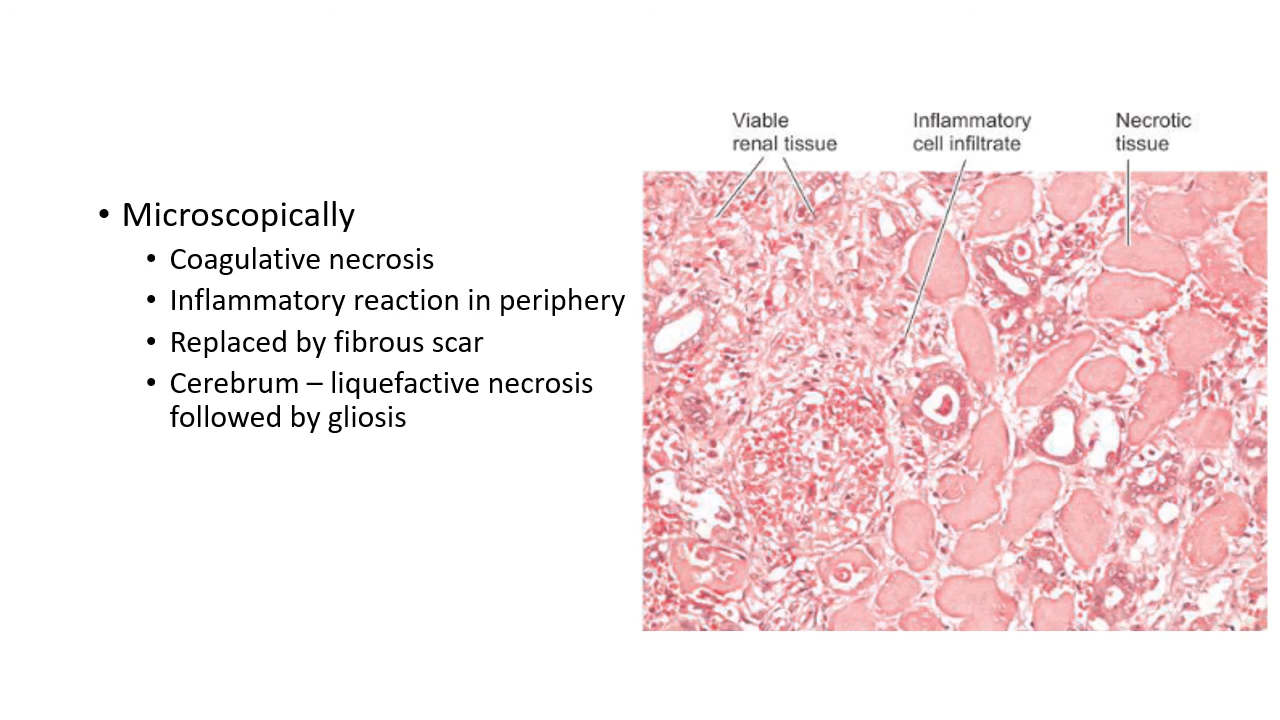 Viable
renal tissue
Inflammatory
cell infiltrate
Necrotic
tissue
• Microscopically
• Coagulative necrosis
• Inflammatory reaction in periphery
• Replaced by fibrous scar
• Cerebrum – liquefactive necrosis
followed by gliosis